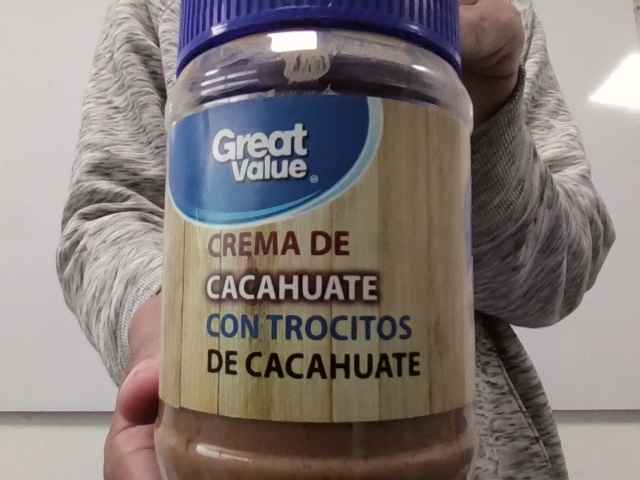 Great
Value
CREMA DE
CACAHUATE
CON TROCITOS
DE CACAHUATE